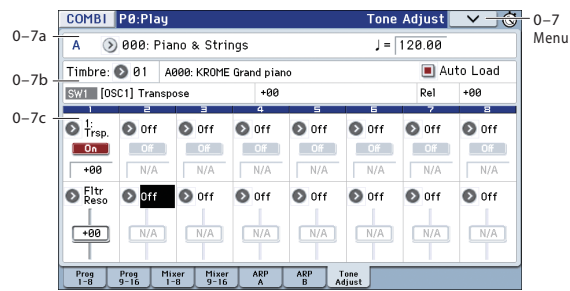 COMBI P0:Play Tone Adjust
0–7
Menu
0–7a
A 000: Piano & Strings ♩= 120.00
Timbre: 01 A000: KROME Grand piano Auto Load
0–7b
SW1 [OSC1] Transpose +00 Rel +00
1 2 3 4 5 6 7 8
0–7c
1:
Trsp. Off Off Off Off Off Off Off
On Off Off Off Off Off Off Off
+00 N/A N/A N/A N/A N/A N/A N/A
Fltr
Reso Off Off Off Off Off Off Off
+00 N/A N/A N/A N/A N/A N/A N/A
Prog
1-8 Prog
9-16 Mixer
1-8 Mixer
9-16 ARP
A ARP
B Tone
Adjust